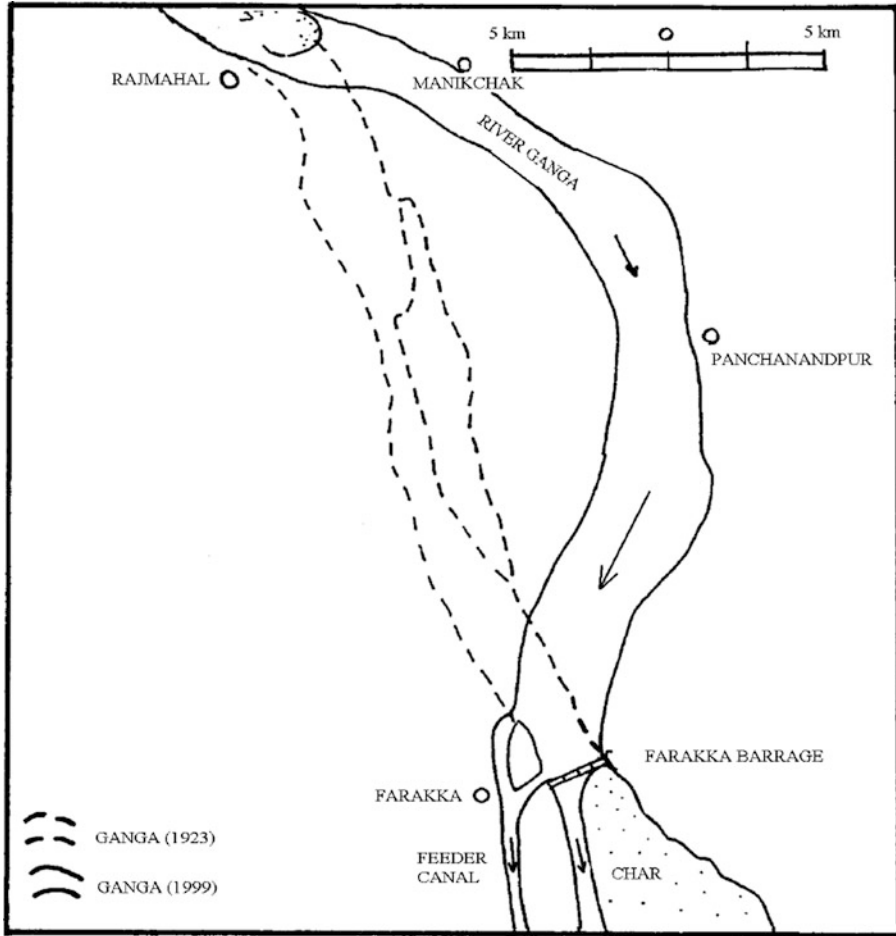 5 km
O
5 km
RAJMAHAL
MANIKCHAK
RIVER GANGA
PANCHANANDPUR
FARAKKA BARRAGE
FARAKKA
GANGA (1923)
FEEDER
CANAL
CHAR
GANGA (1999)